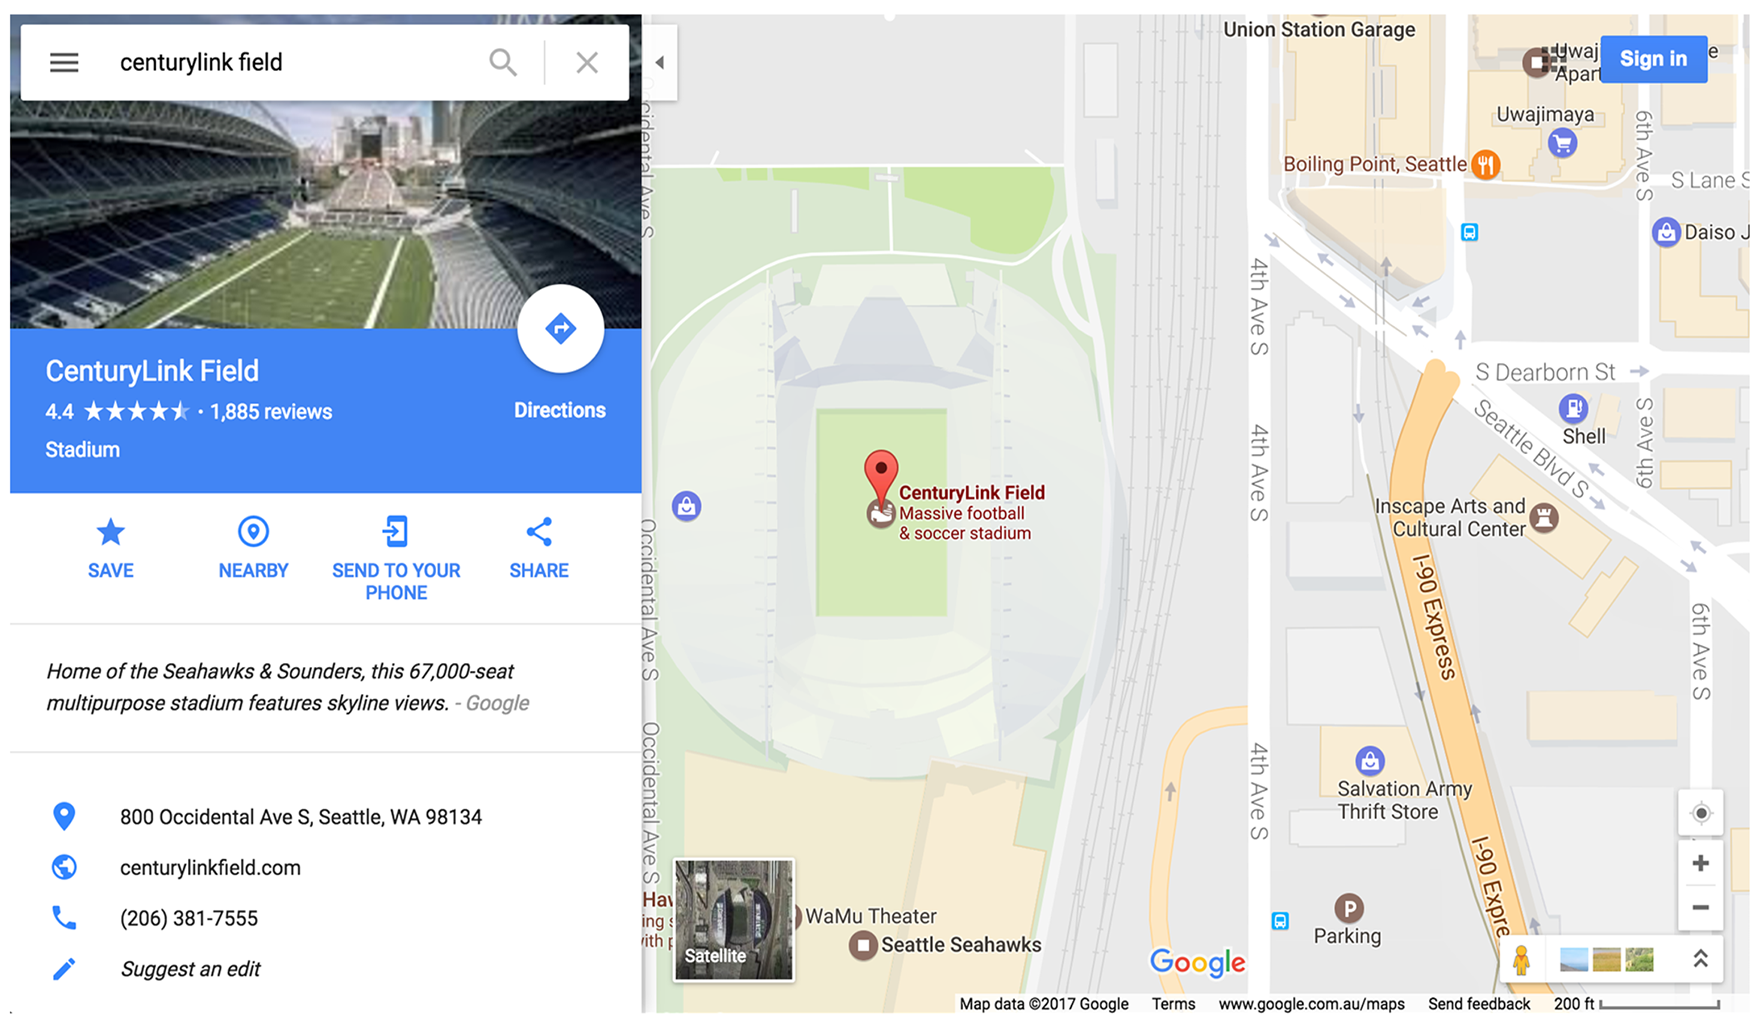 centurylink field
CenturyLink Field
4.4 · 1,885 reviews
Stadium
Directions
SAVE
NEARBY
SEND TO YOUR
PHONE
SHARE
Home of the Seahawks & Sounders, this 67,000-seat
multipurpose stadium features skyline views. - Google
800 Occidental Ave S, Seattle, WA 98134
centurylinkfield.com
(206) 381-7555
Suggest an edit
Union Station Garage
Sign in
Uwajimaya
Boiling Point, Seattle
6th Ave S
S Lane S
Daiso J
Occidental Ave S
4th Ave S
S Dearborn St
Shell
Seattle Blvd S
6th Ave S
4th Ave S
CenturyLink Field
Massive football
& soccer stadium
Inscape Arts and
Cultural Center
Occidental Ave S
I-90 Express
6th Ave S
Occidental Ave S
4th Ave S
Salvation Army
Thrift Store
I-90 Expre
Satellite
WaMu Theater
Seattle Seahawks
P
Parking
Google
Map data ©2017 Google
Terms
www.google.com.au/maps
Send feedback
200 ft